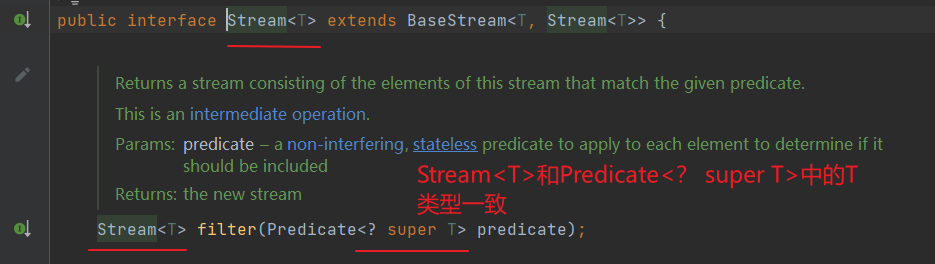 public interface Stream<T> extends BaseStream<T, Stream<T>> {
Returns a stream consisting of the elements of this stream that match the given predicate.
This is an intermediate operation.
Params: predicate – a non-interfering, stateless predicate to apply to each element to determine if it
should be included
Returns: the new stream
Stream<T>和Predicate<？ super T>中的T
类型一致
Stream<T> filter(Predicate<? super T> predicate);